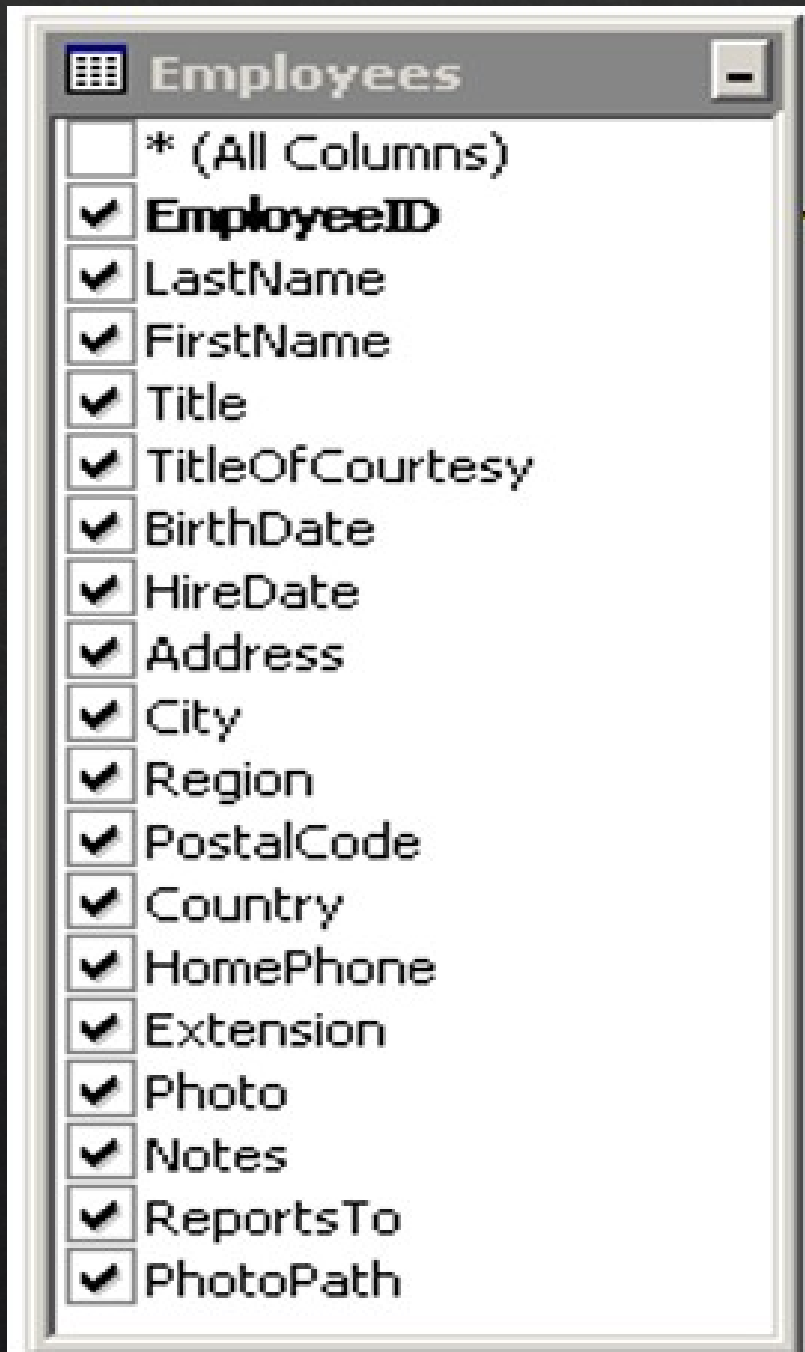 Employees
* (All Columns)
EmployeeID
LastName
FirstName
Title
TitleOfCourtesy
BirthDate
HireDate
Address
City
Region
PostalCode
Country
HomePhone
Extension
Photo
Notes
ReportsTo
PhotoPath